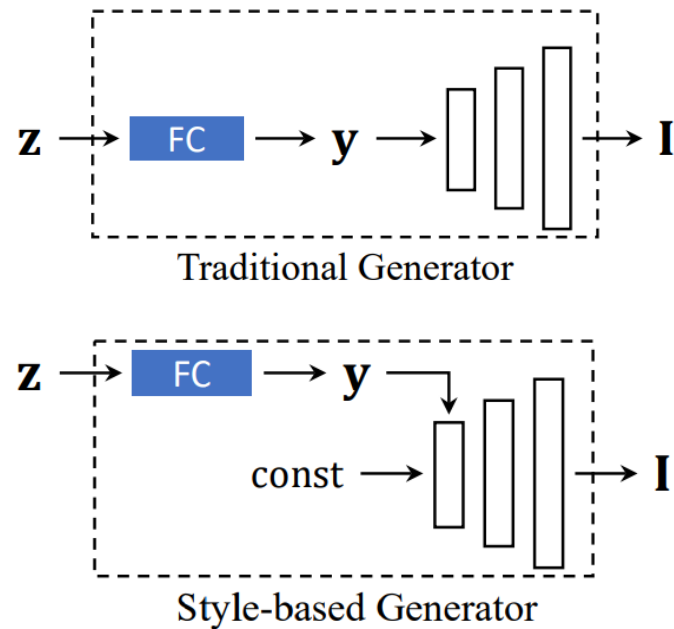 z FC y I
Traditional Generator
z FC y
const I
Style-based Generator